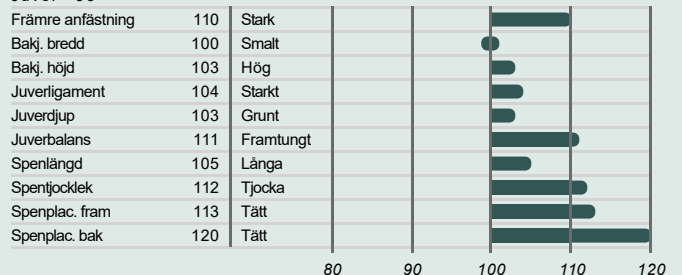 Främre anfästning 110 Stark
Bakj. bredd 100 Smalt
Bakj. höjd 103 Hög
Juverligament 104 Starkt
Juverdjup 103 Grunt
Juverbalans 111 Framtungt
Spenlängd 105 Långa
Spentjocklek 112 Tjocka
Spenplac. fram 113 Tätt
Spenplac. bak 120 Tätt
80 90 100 110 120